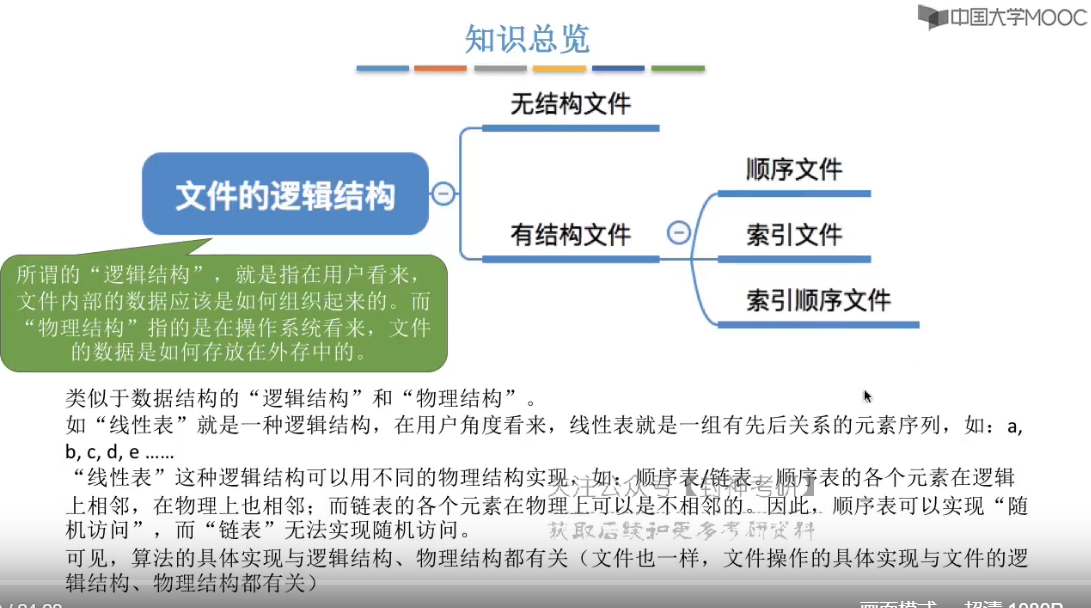 中国大学MOOC
知识总览
无结构文件
顺序文件
文件的逻辑结构
有结构文件
索引文件
索引顺序文件
所谓的“逻辑结构”，就是指在用户看来，
文件内部的数据应该是如何组织起来的。而
“物理结构”指的是在操作系统看来，文件
的数据是如何存放在外存中的。
类似于数据结构的“逻辑结构”和“物理结构”。
如“线性表”就是一种逻辑结构，在用户角度看来，线性表就是一组有先后关系的元素序列，如：a,
b, c, d, e ……
“线性表”这种逻辑结构可以用不同的物理结构实现，如：顺序表/链表。顺序表的各个元素在逻辑
上相邻，在物理上也相邻；而链表的各个元素在物理上可以是不相邻的。因此，顺序表可以实现“随
机访问”，而“链表”无法实现随机访问。
关注公众号【封神考研】
获取后续和更多考研资料
可见，算法的具体实现与逻辑结构、物理结构都有关（文件也一样，文件操作的具体实现与文件的逻
辑结构、物理结构都有关）